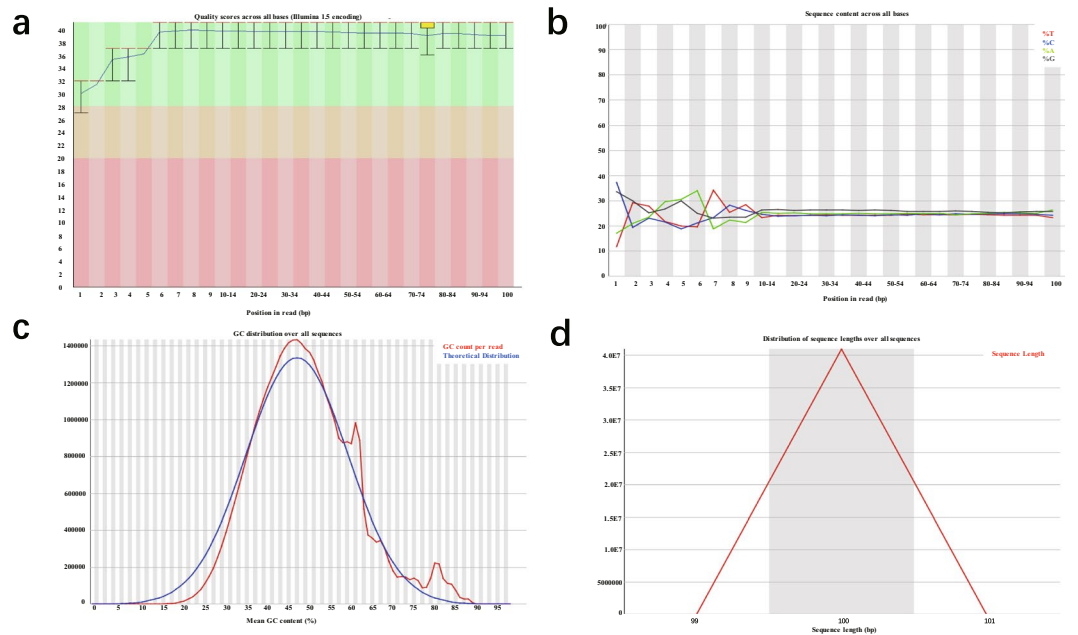 a
Quality scores across all bases (Illumina 1.5 encoding)
40
38
36
34
32
30
28
26
24
22
20
18
16
14
12
10
8
6
4
2
0
1 2 3 4 5 6 7 8 9 10-14 20-24 30-34 40-44 50-54 60-64 70-74 80-84 90-94 100
Position in read (bp)
b
Sequence content across all bases
100
90
80
70
60
50
40
30
20
10
0
%T
%C
%A
%G
1 2 3 4 5 6 7 8 9 10-14 20-24 30-34 40-44 50-54 60-64 70-74 80-84 90-94 100
Position in read (bp)
c
GC distribution over all sequences
GC count per read
Theoretical Distribution
1400000
1200000
1000000
800000
600000
400000
200000
0
0 5 10 15 20 25 30 35 40 45 50 55 60 65 70 75 80 85 90 95
Mean GC content (%)
d
Distribution of sequence lengths over all sequences
Sequence Length
4.0E7
3.5E7
3.0E7
2.5E7
2.0E7
1.5E7
1.0E7
5000000
0
99 100 101
Sequence length (bp)